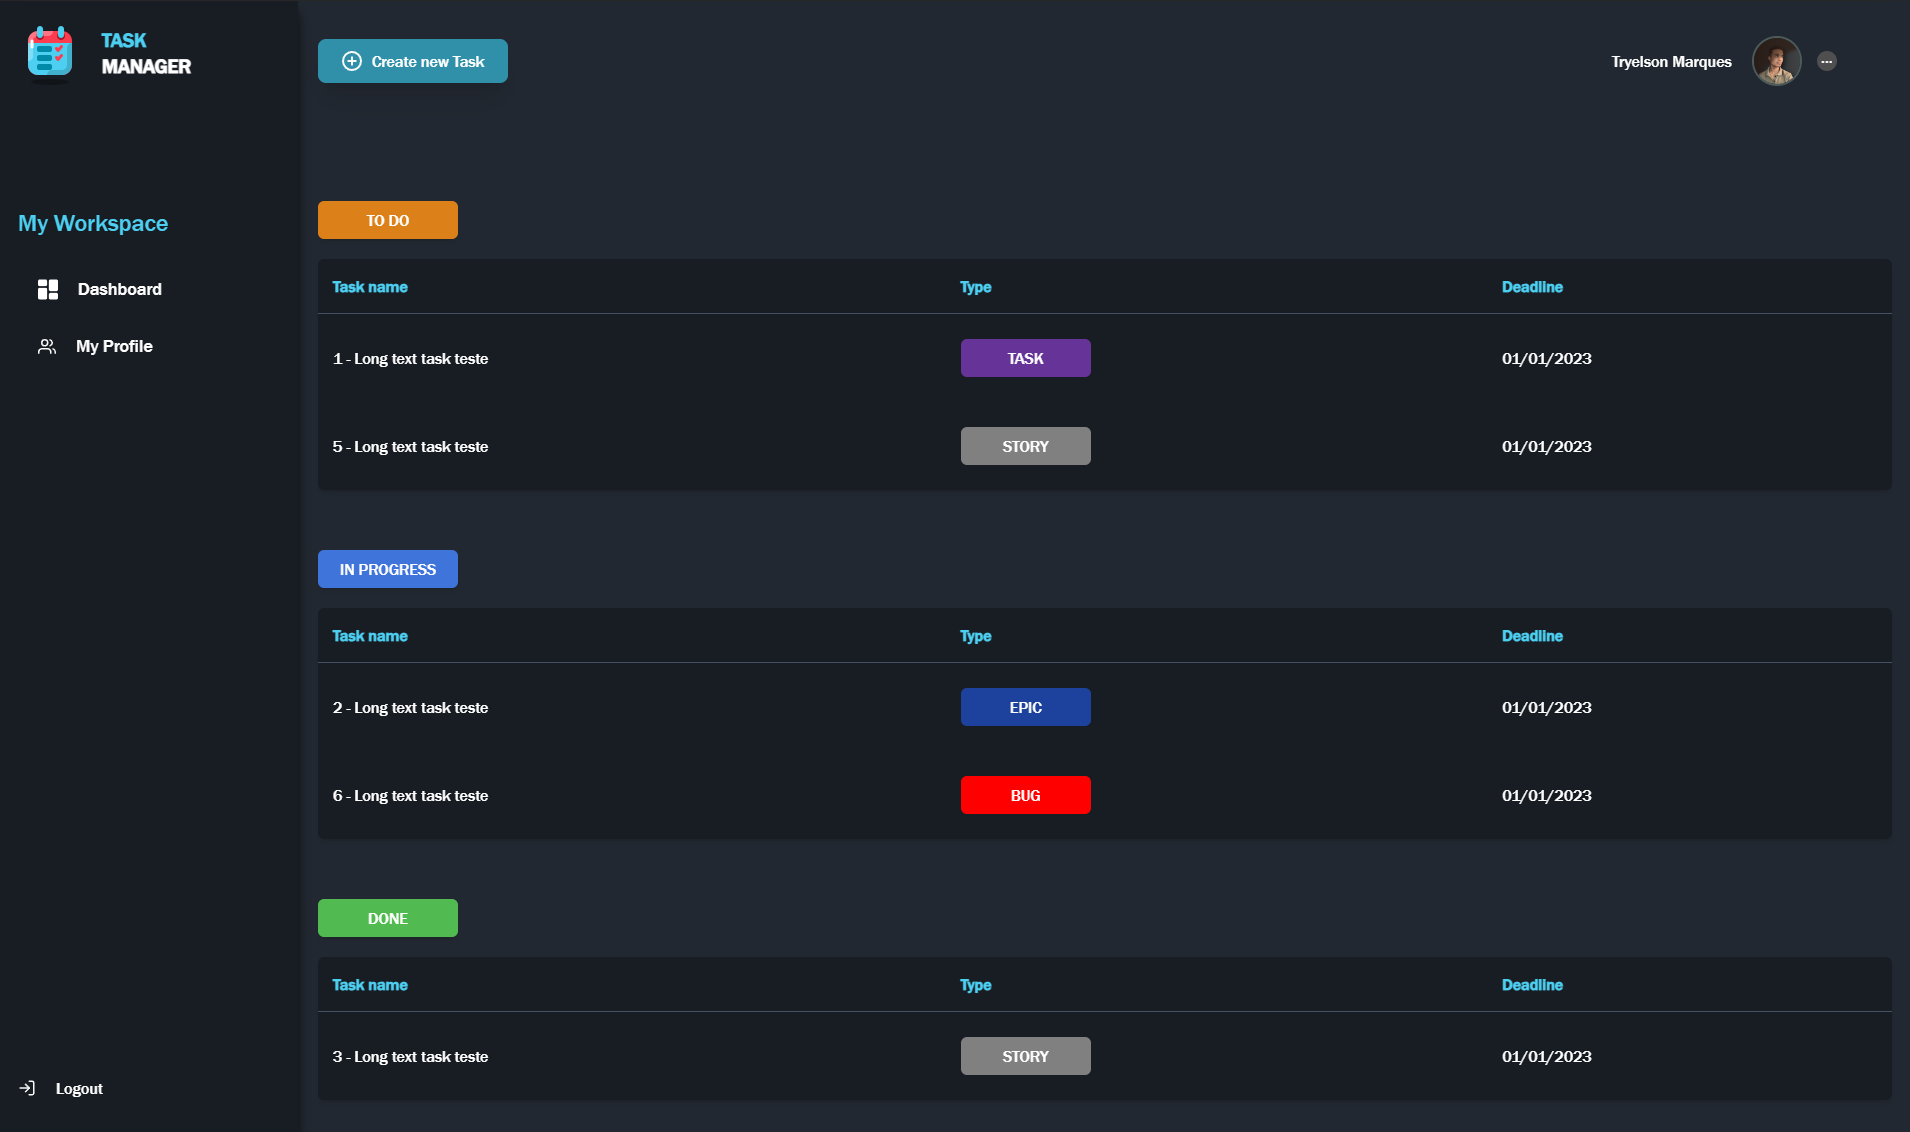 TASK
MANAGER
Create new Task
Tryelson Marques
My Workspace
Dashboard
My Profile
Logout
TO DO
Task name Type Deadline
1 - Long text task teste TASK 01/01/2023
5 - Long text task teste STORY 01/01/2023
IN PROGRESS
Task name Type Deadline
2 - Long text task teste EPIC 01/01/2023
6 - Long text task teste BUG 01/01/2023
DONE
Task name Type Deadline
3 - Long text task teste STORY 01/01/2023